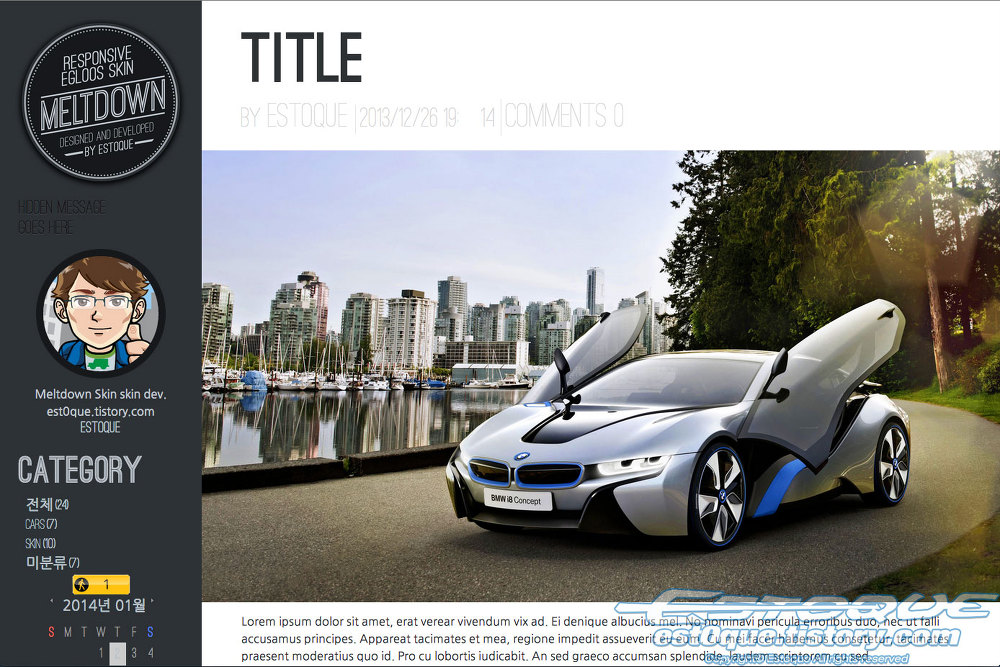 RESPONSIVE
EGLOOS SKIN
MELTDOWN
DESIGNED AND DEVELOPED
BY ESTOQUE
HIDDEN MESSAGE
GOES HERE
Meltdown Skin skin dev.
est0que.tistory.com
ESTOQUE
CATEGORY
전체 (24)
CARS (7)
SKIN (10)
미분류 (7)
1
2014년 01월
S M T W T F S
1 2 3 4
TITLE
BY ESTOQUE | 2013/12/26 19: 14 | COMMENTS 0
BMW i8 Concept
Lorem ipsum dolor sit amet, erat verear vivendum vix ad. Ei denique albucius mel. No nominavi pericula erroribus duo, nec ut falli
accusamus principes. Appareat tacimates et mea, regione impedit assueverit eu eum. Cu mei facer habemus consetetur, tacimates
praesent moderatius quo id. Pro cu lobortis iudicabit. An sed graeco accumsan splendide, laudem scriptorem cu sed.
ESTOQUE
est0que.tistory.com